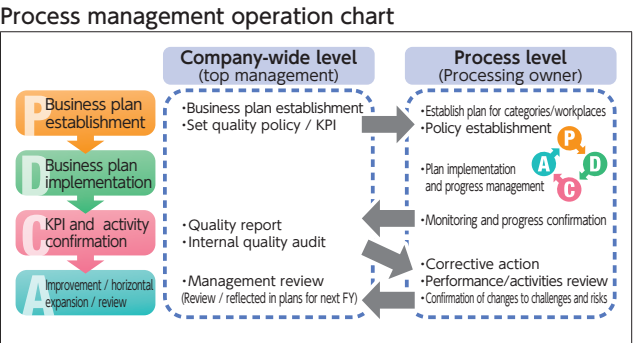 Process management operation chart
Company-wide level
(top management)
Process level
(Processing owner)
P
Business plan
establishment
・Business plan establishment
・Set quality policy / KPI
・Establish plan for categories/workplaces
・Policy establishment
P
D
C
A
D
Business plan
implementation
・Plan implementation
and progress management
C
KPI and activity
confirmation
・Quality report
・Internal quality audit
・Monitoring and progress confirmation
A
Improvement / horizontal
expansion / review
・Management review
(Review / reflected in plans for next FY)
・Corrective action
・Performance/activities review
・Confirmation of changes to challenges and risks